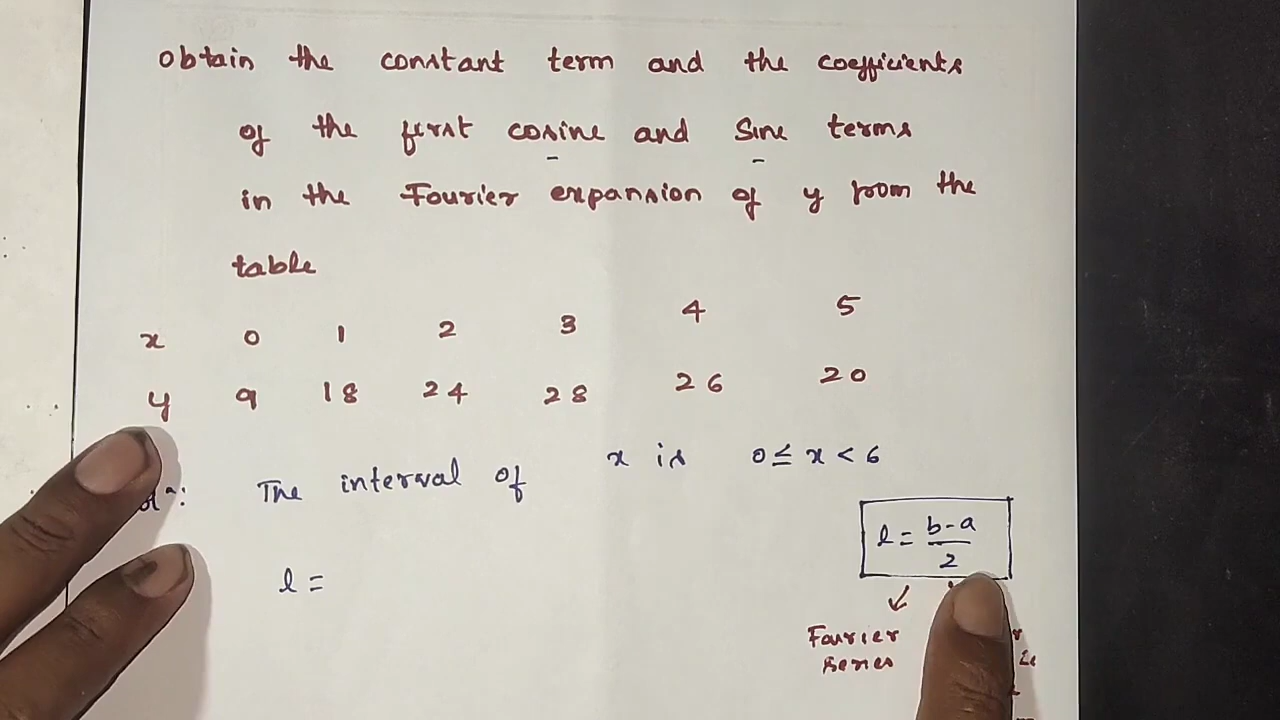 obtain the constant term and the coefficients
of the first cosine and Sine terms
in the Fourier expansion of y from the
table
x 0 1 2 3 4 5
y 9 18 24 28 26 20
The interval of x is 0 ≤ x < 6
l = b-a/2
l =
Fourier
series